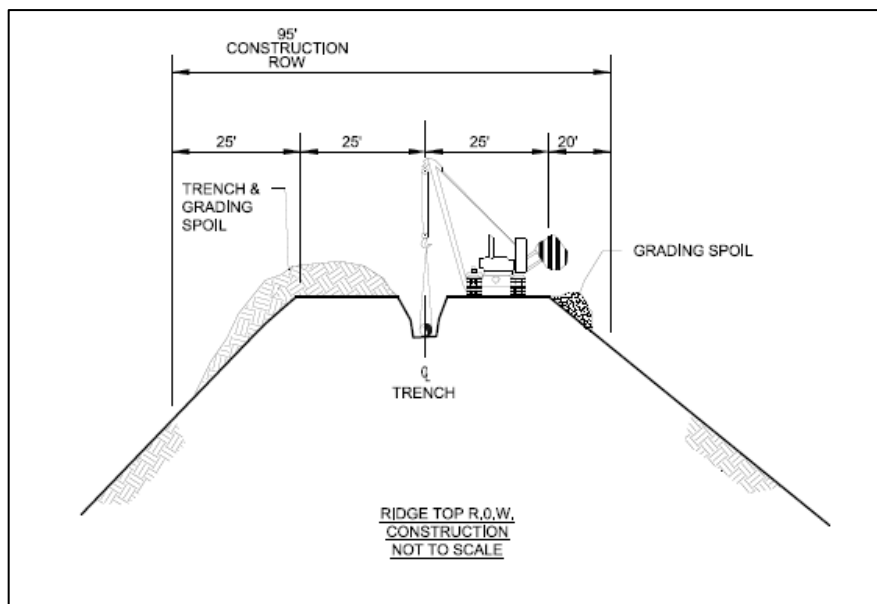 95'
CONSTRUCTION
ROW
25'
25'
25'
20'
TRENCH &
GRADING
SPOIL
GRADING SPOIL
℄
TRENCH
RIDGE TOP R,0,W,
CONSTRUCTION
NOT TO SCALE